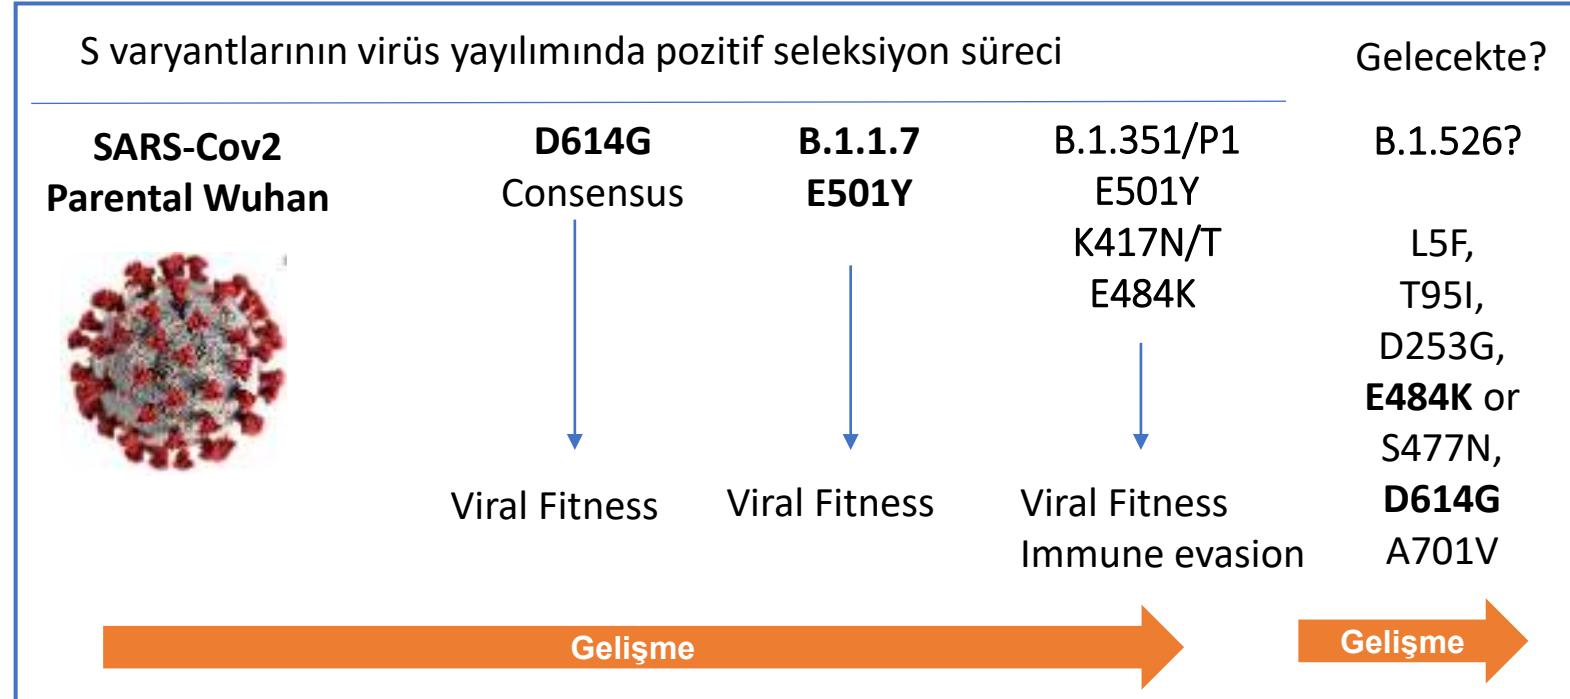 S varyantlarının virüs yayılımında pozitif seleksiyon süreci
Gelecekte?
SARS-Cov2
Parental Wuhan
D614G
Consensus
Viral Fitness
B.1.1.7
E501Y
Viral Fitness
B.1.351/P1
E501Y
K417N/T
E484K
Viral Fitness
Immune evasion
B.1.526?
L5F,
T95I,
D253G,
E484K or
S477N,
D614G
A701V
Gelişme
Gelişme